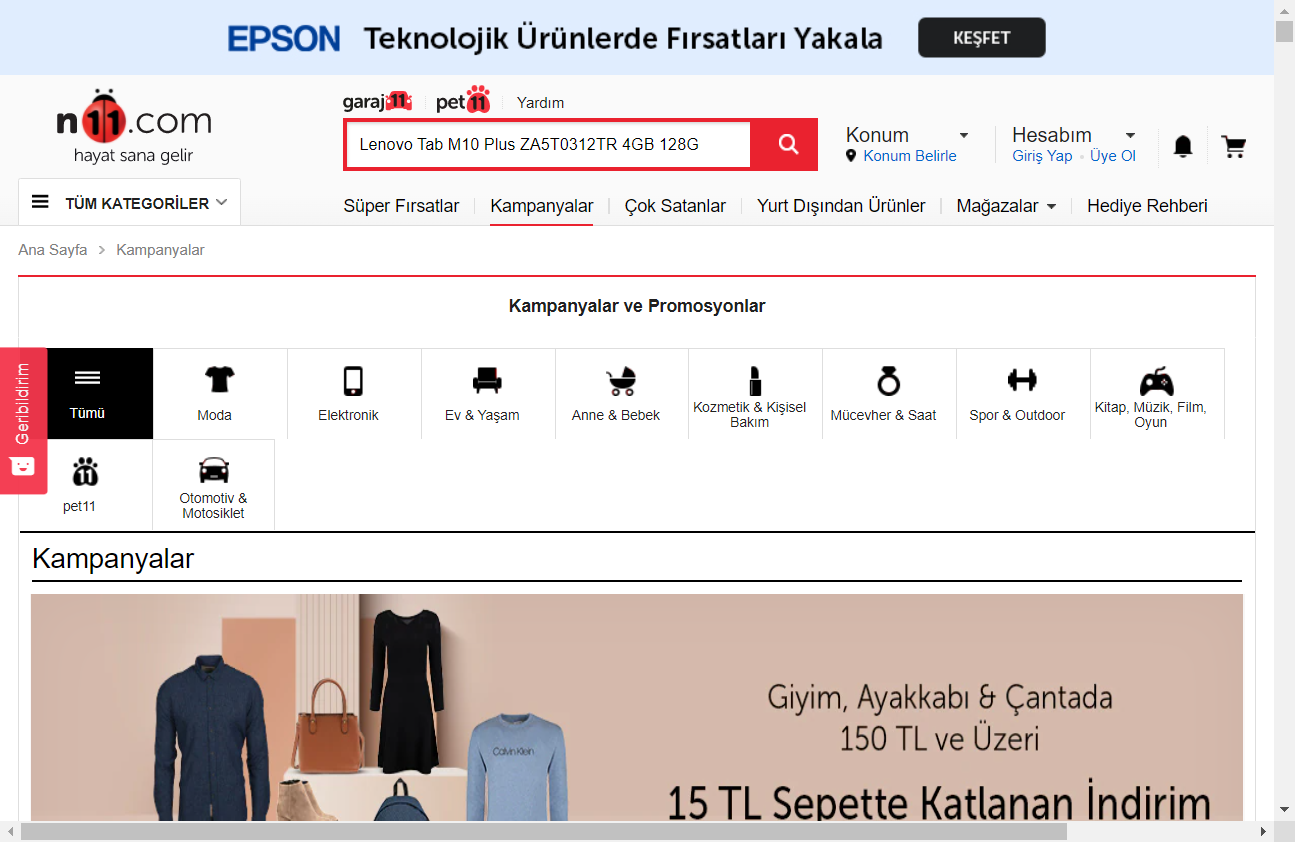 EPSON Teknolojik Ürünlerde Fırsatları Yakala KEŞFET
garaj11 pet11 Yardım
n11.com
hayat sana gelir
Lenovo Tab M10 Plus ZA5T0312TR 4GB 128G
Konum
Konum Belirle
Hesabım
Giriş Yap Üye Ol
TÜM KATEGORİLER
Süper Fırsatlar Kampanyalar Çok Satanlar Yurt Dışından Ürünler Mağazalar Hediye Rehberi
Ana Sayfa > Kampanyalar
Kampanyalar ve Promosyonlar
Geribildirim
Tümü
Moda
Elektronik
Ev & Yaşam
Anne & Bebek
Kozmetik & Kişisel
Bakım
Mücevher & Saat
Spor & Outdoor
Kitap, Müzik, Film,
Oyun
11
pet11
Otomotiv &
Motosiklet
Kampanyalar
Calvin Klein
Giyim, Ayakkabı & Çantada
150 TL ve Üzeri
15 TL Sepette Katlanan İndirim